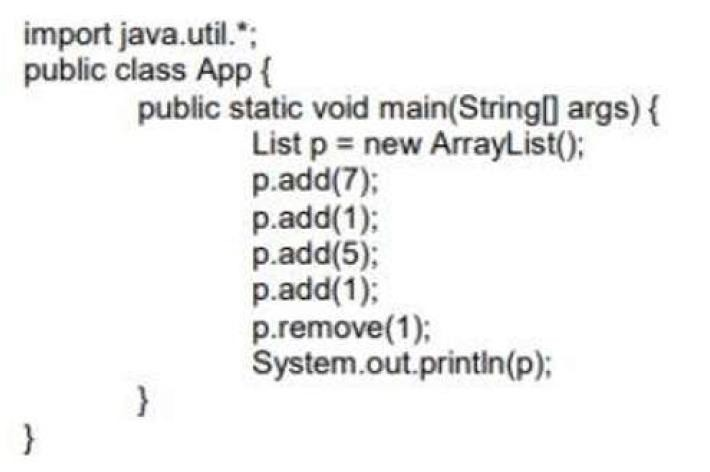 import java.util.*;
public class App {
public static void main(String[] args) {
List p = new ArrayList();
p.add(7);
p.add(1);
p.add(5);
p.add(1);
p.remove(1);
System.out.println(p);
}
}